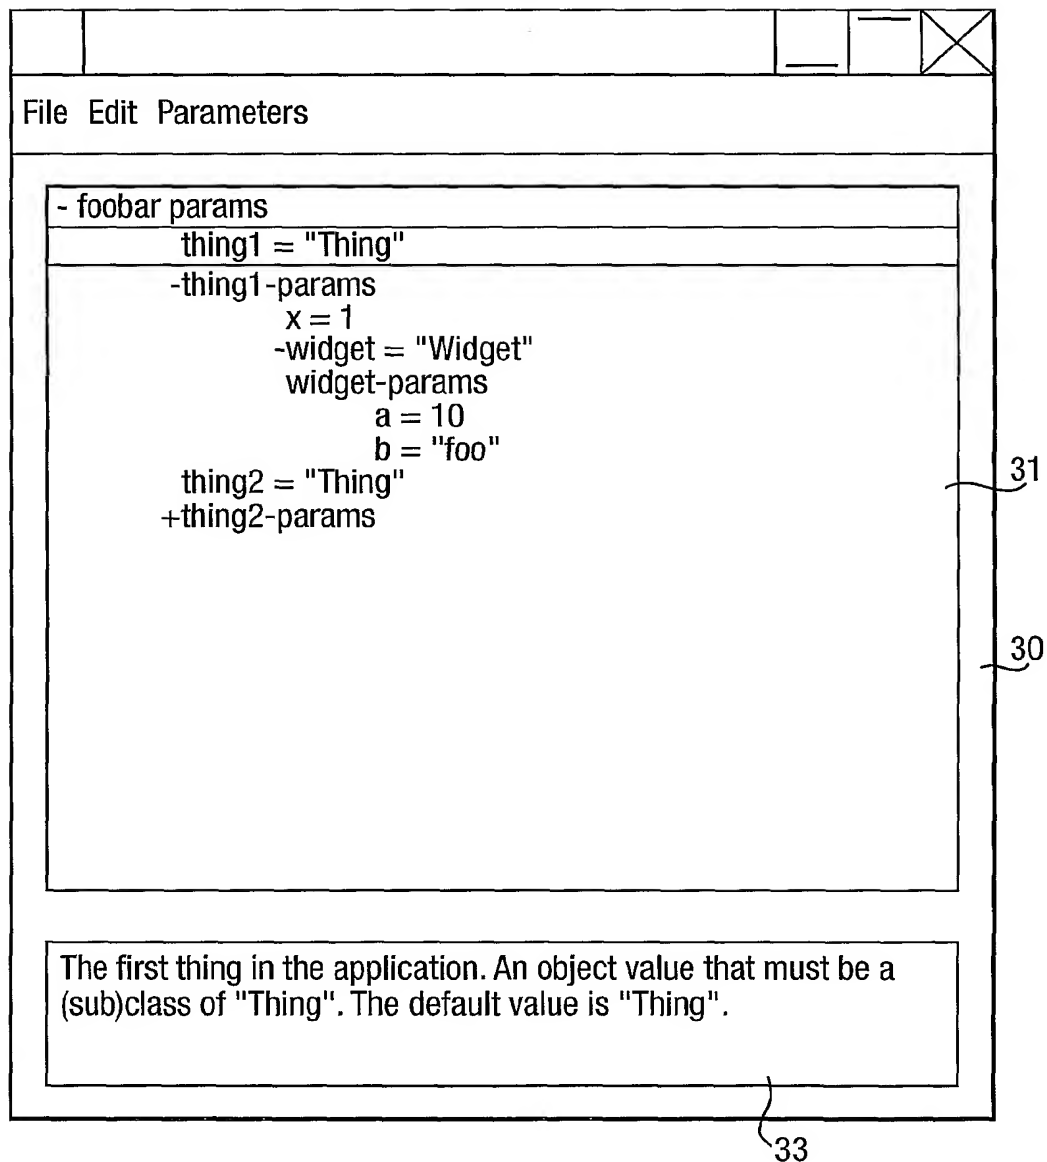 File Edit Parameters
- foobar params
thing1 = "Thing"
-thing1-params
x = 1
-widget = "Widget"
widget-params
a = 10
b = "foo"
thing2 = "Thing"
+thing2-params
31
30
The first thing in the application. An object value that must be a
(sub)class of "Thing". The default value is "Thing".
33